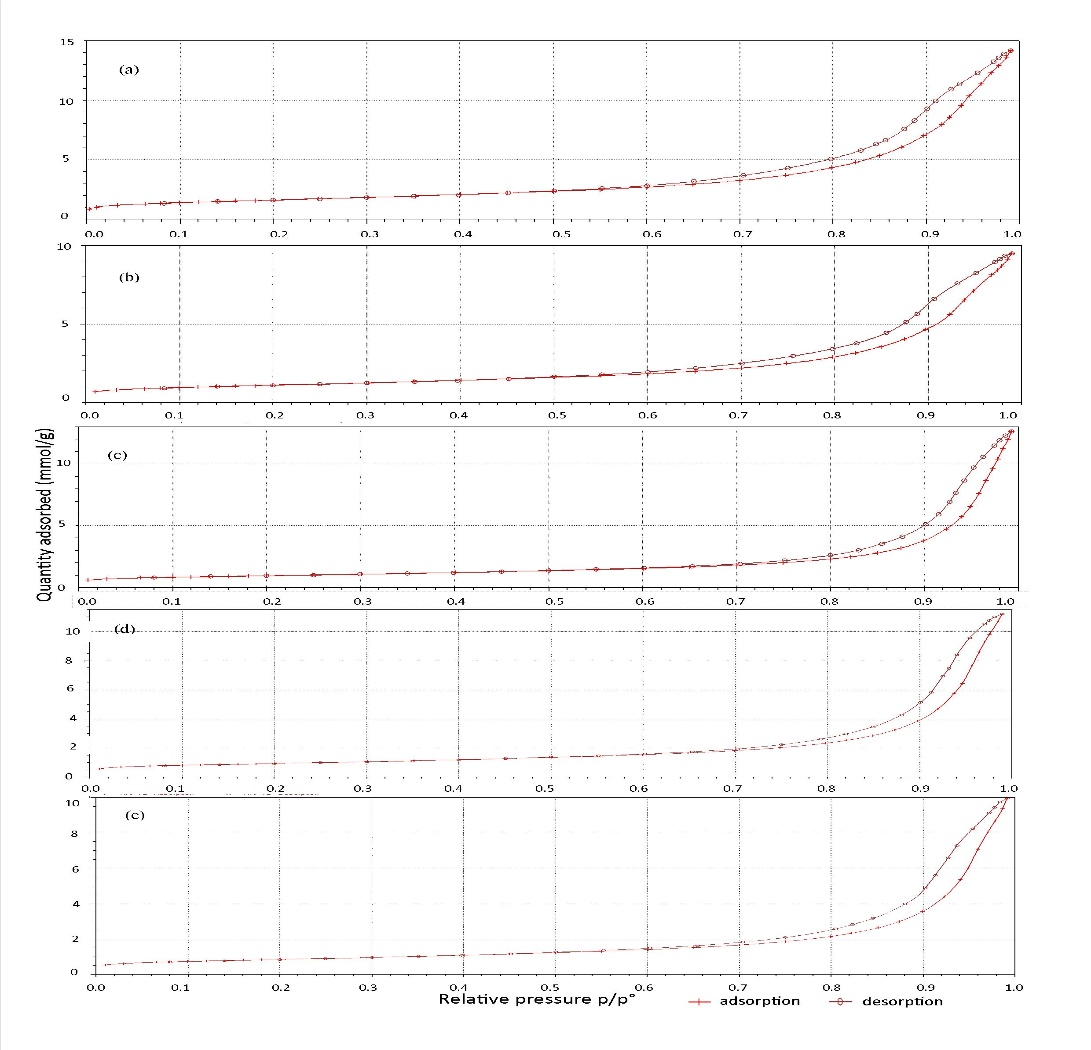 15
(a)
10
5
0
0.0 0.1 0.2 0.3 0.4 0.5 0.6 0.7 0.8 0.9 1.0
10
(b)
5
0
0.0 0.1 0.2 0.3 0.4 0.5 0.6 0.7 0.8 0.9 1.0
Quantity adsorbed (mmol/g)
(c)
10
5
0
0.0 0.1 0.2 0.3 0.4 0.5 0.6 0.7 0.8 0.9 1.0
(d)
10
8
6
4
2
0
0.0 0.1 0.2 0.3 0.4 0.5 0.6 0.7 0.8 0.9 1.0
10
(e)
8
6
4
2
0
0.0 0.1 0.2 0.3 0.4 0.5 0.6 0.7 0.8 0.9 1.0
Relative pressure p/p° adsorption desorption